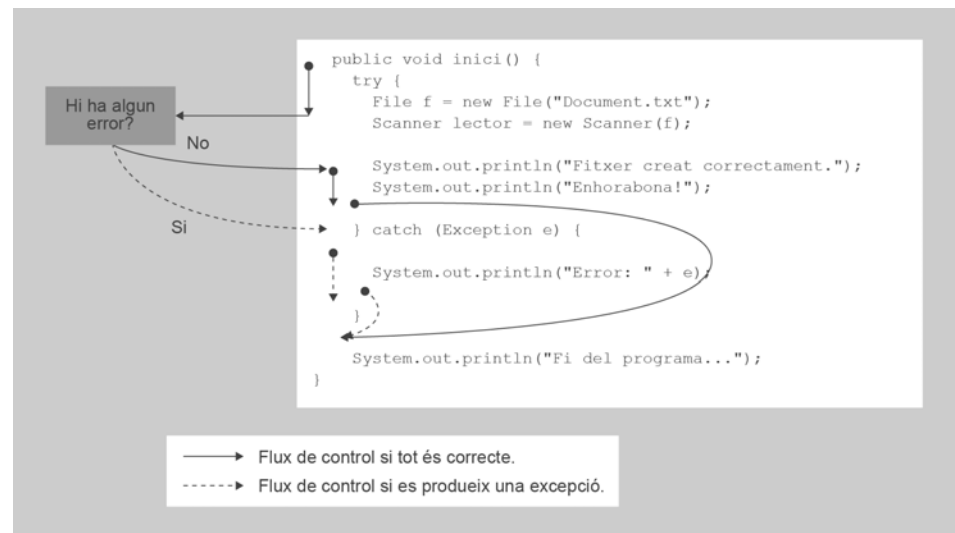 public void inici() {
try {
File f = new File("Document.txt");
Scanner lector = new Scanner(f);
Hi ha algun
error?
No
System.out.println("Fitxer creat correctament.");
System.out.println("Enhorabona!");
Si
} catch (Exception e) {
System.out.println("Error: " + e);
}
System.out.println("Fi del programa...");
}
Flux de control si tot és correcte.
Flux de control si es produeix una excepció.